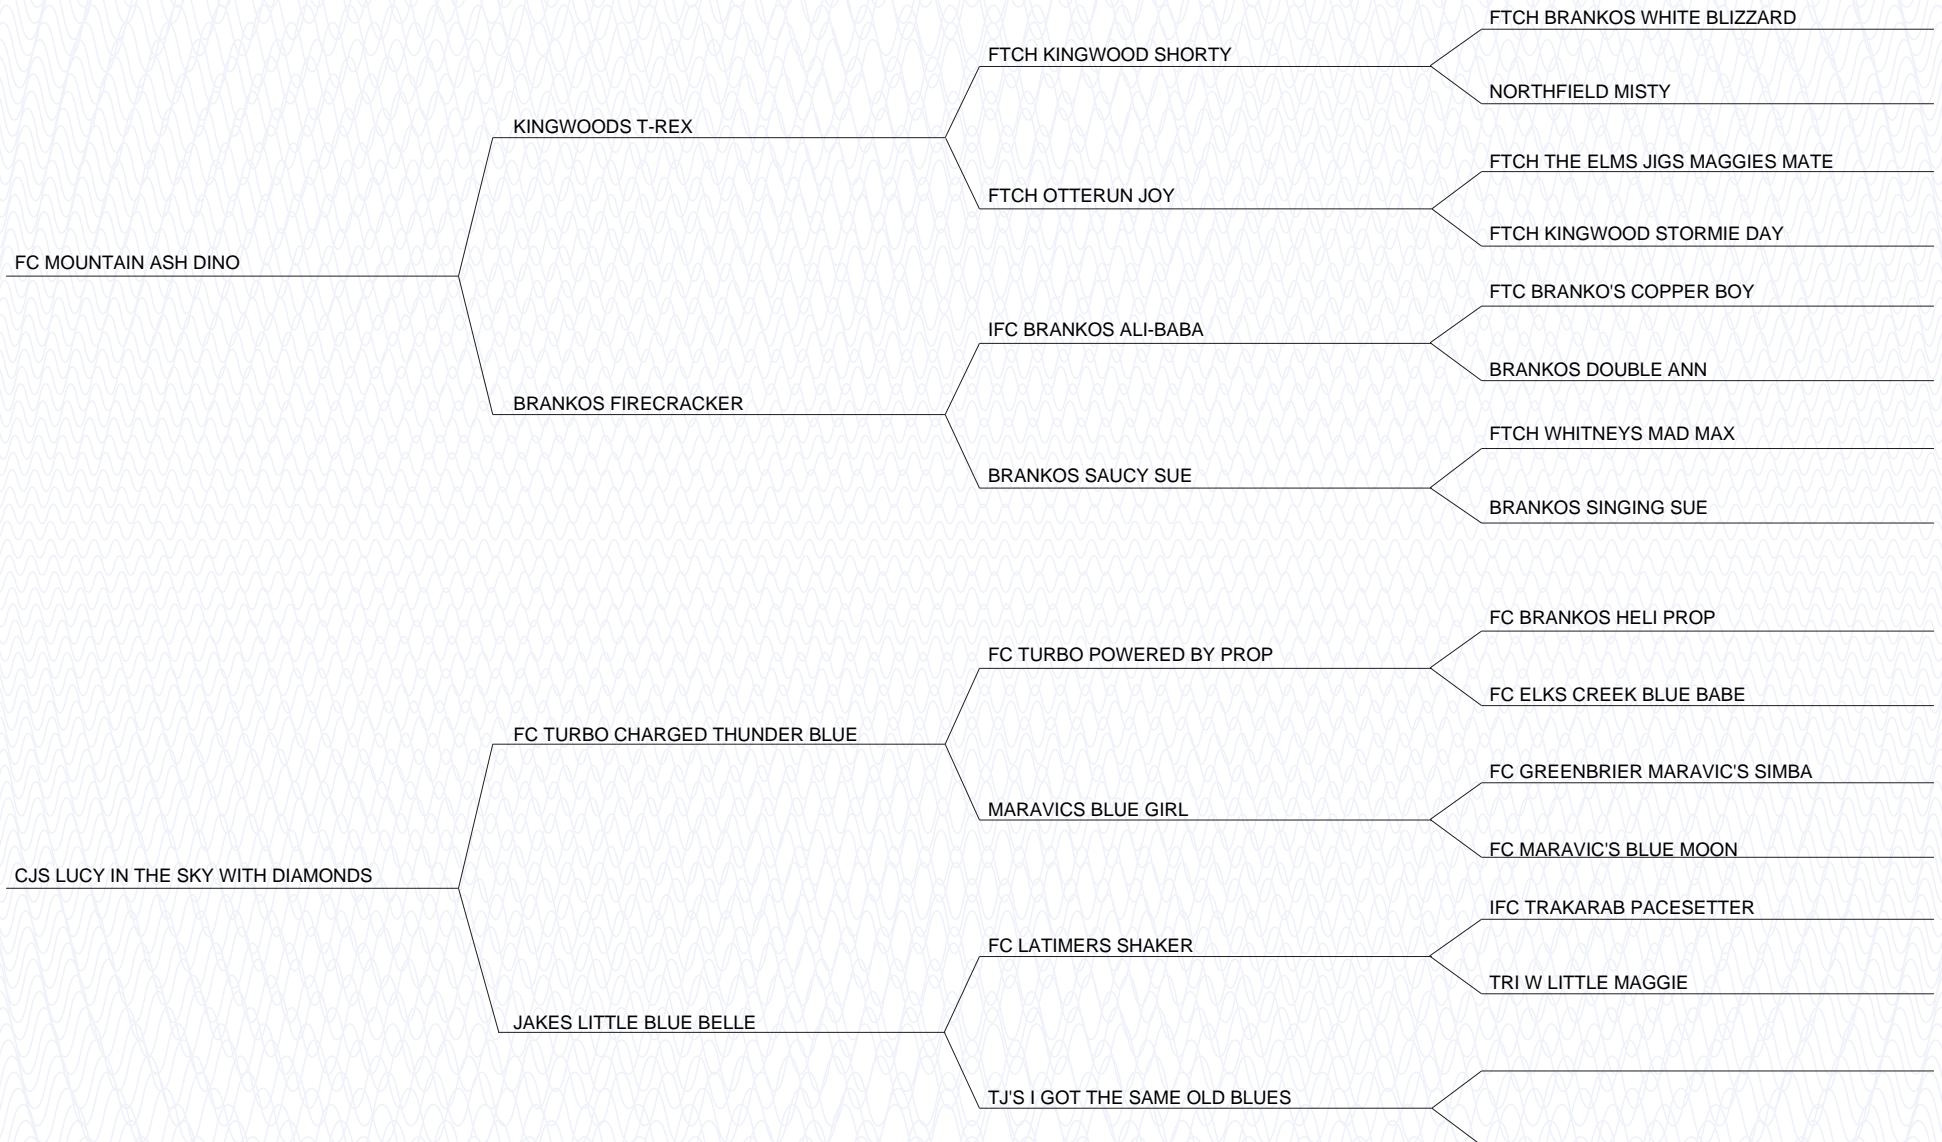 FTCH BRANKOS WHITE BLIZZARD
FTCH KINGWOOD SHORTY
NORTHFIELD MISTY
KINGWOODS T-REX
FTCH THE ELMS JIGS MAGGIES MATE
FTCH OTTERUN JOY
FTCH KINGWOOD STORMIE DAY
FC MOUNTAIN ASH DINO
FTC BRANKO'S COPPER BOY
IFC BRANKOS ALI-BABA
BRANKOS DOUBLE ANN
BRANKOS FIRECRACKER
FTCH WHITNEYS MAD MAX
BRANKOS SAUCY SUE
BRANKOS SINGING SUE
FC BRANKOS HELI PROP
FC TURBO POWERED BY PROP
FC ELKS CREEK BLUE BABE
FC TURBO CHARGED THUNDER BLUE
FC GREENBRIER MARAVIC'S SIMBA
MARAVICS BLUE GIRL
FC MARAVIC'S BLUE MOON
CJS LUCY IN THE SKY WITH DIAMONDS
IFC TRAKARAB PACESETTER
FC LATIMERS SHAKER
TRI W LITTLE MAGGIE
JAKES LITTLE BLUE BELLE
TJ'S I GOT THE SAME OLD BLUES